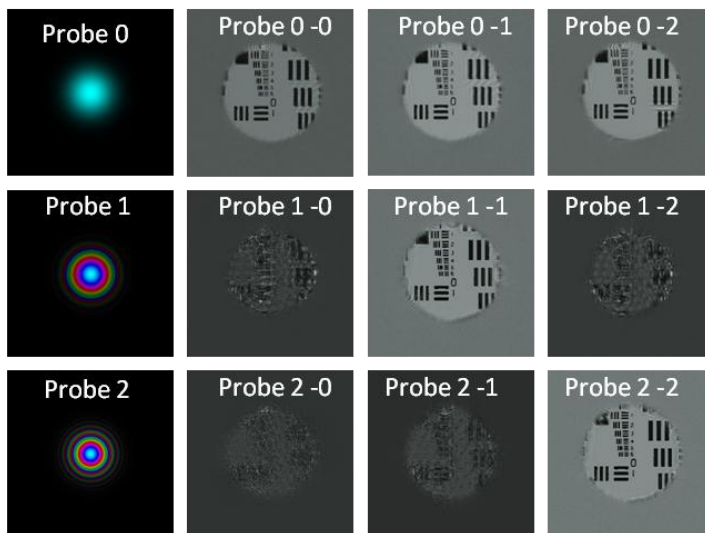 Probe 0
Probe 0 -0
Probe 0 -1
Probe 0 -2
Probe 1
Probe 1 -0
Probe 1 -1
Probe 1 -2
Probe 2
Probe 2 -0
Probe 2 -1
Probe 2 -2